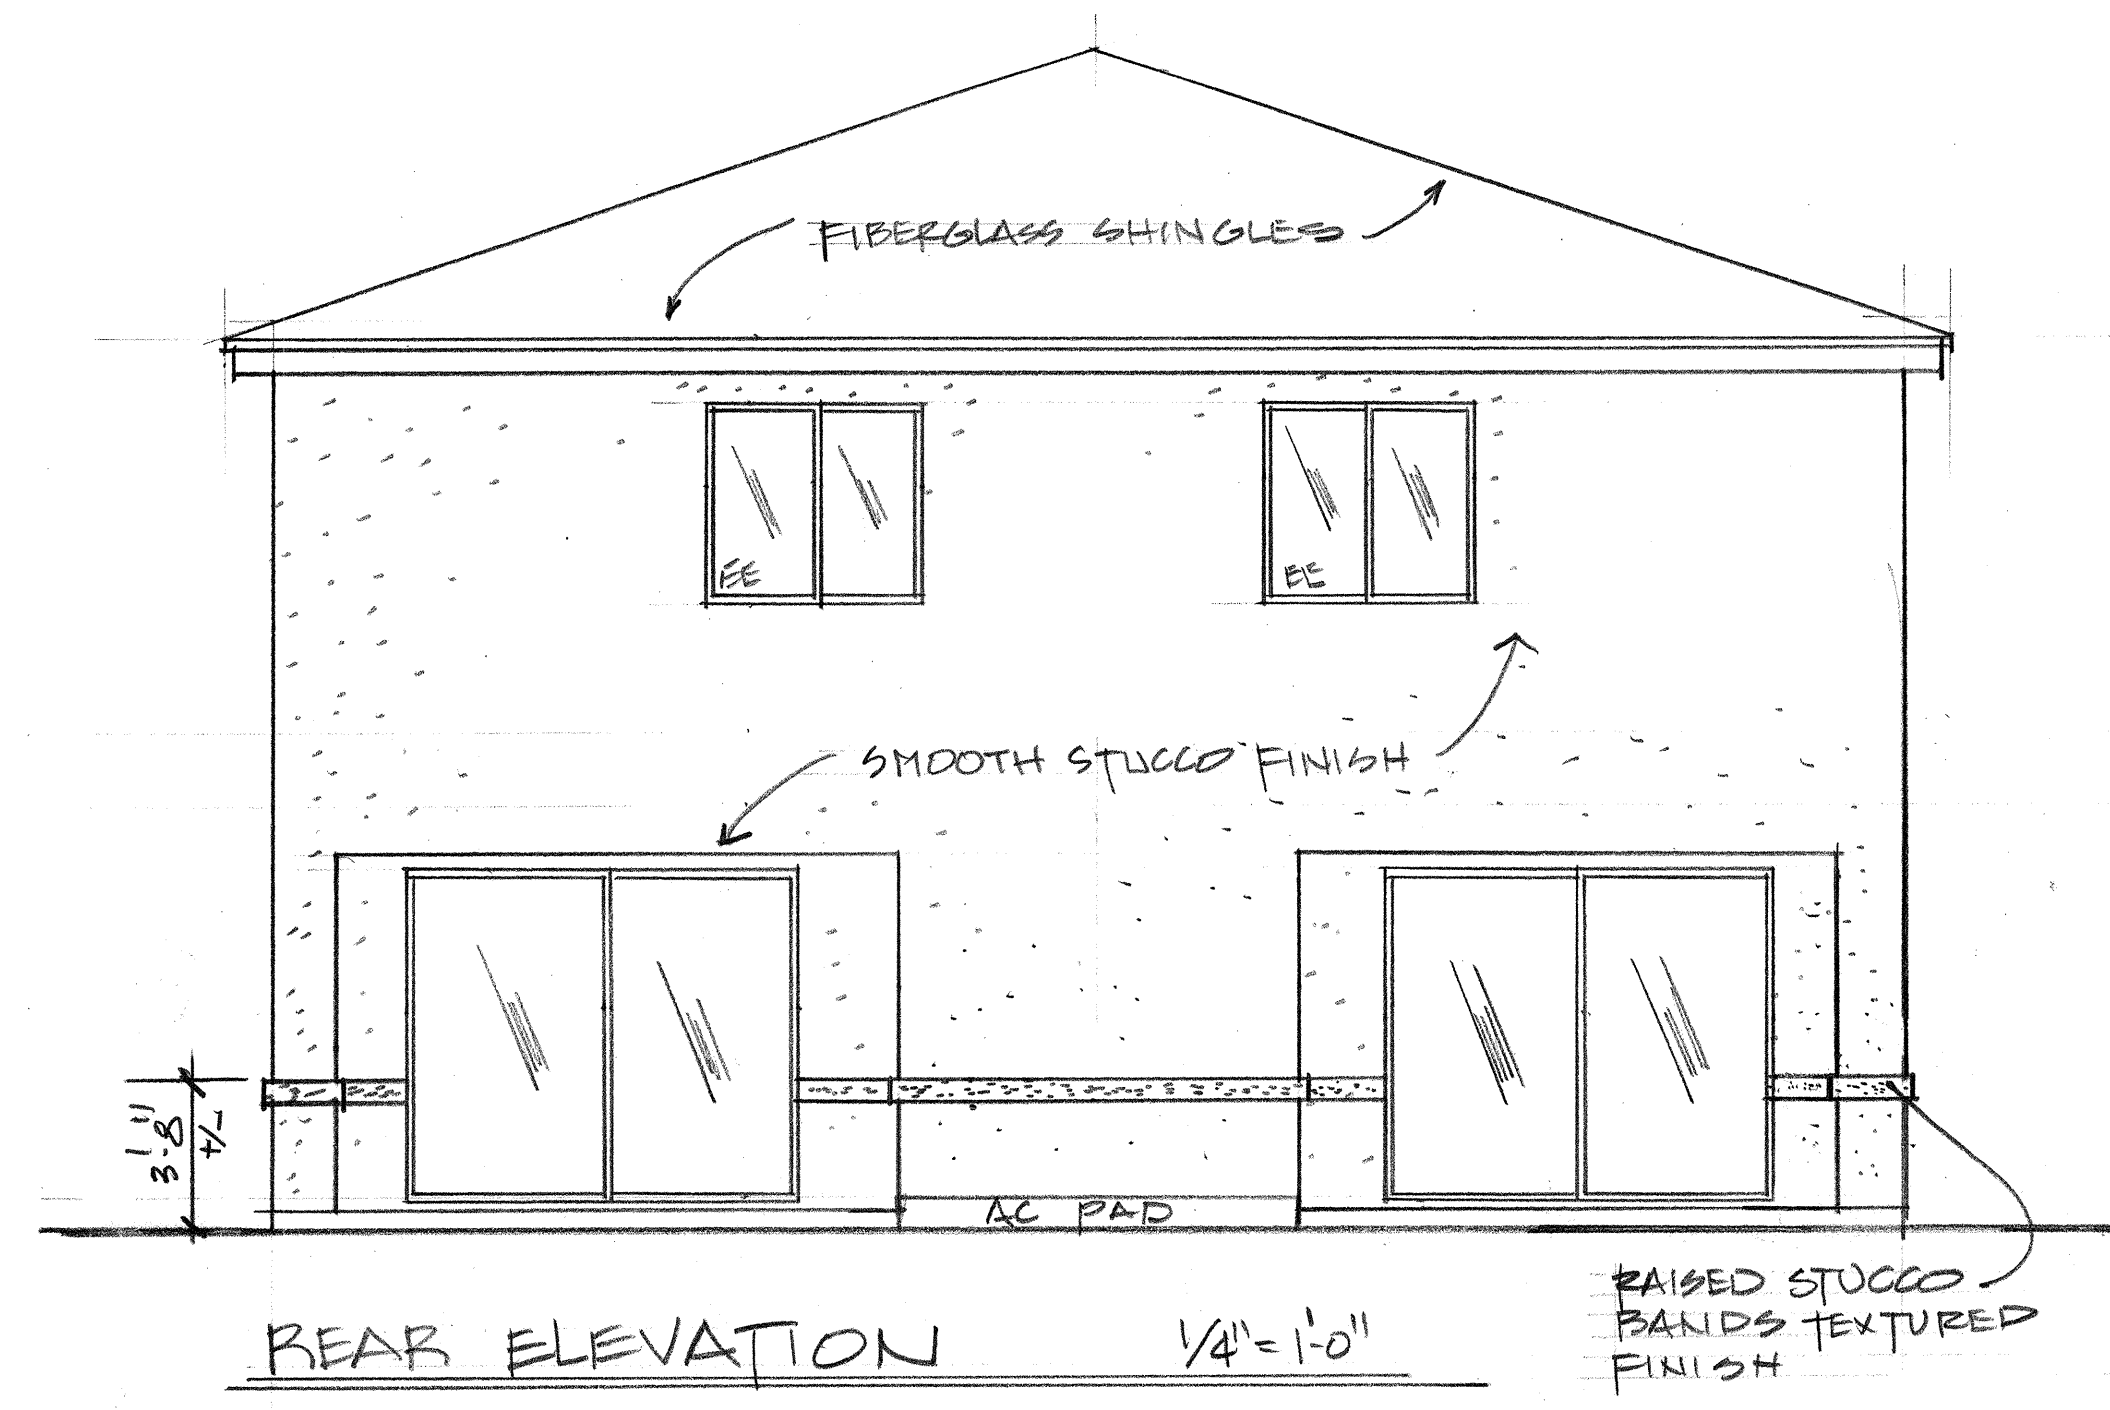 FIBERGLASS SHINGLES
EE
EE
SMOOTH STUCCO FINISH
3'-8"
+/-
AC PAD
RAISED STUCCO
BANDS TEXTURED
FINISH
REAR ELEVATION 1/4" = 1'-0"